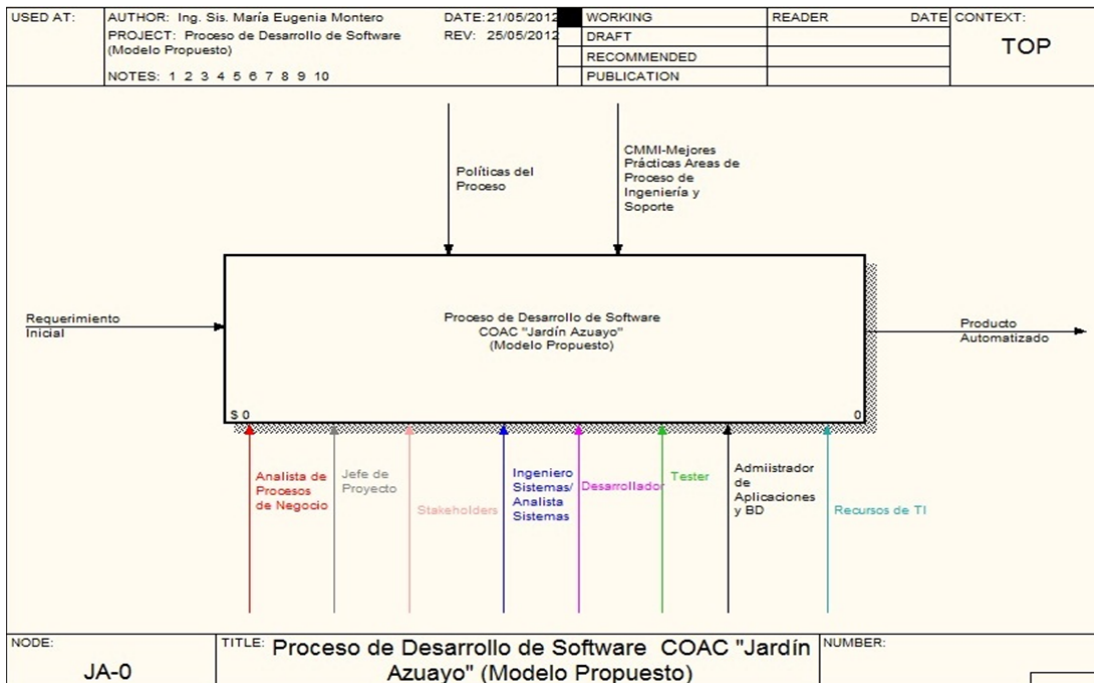 USED AT:
AUTHOR: Ing. Sis. María Eugenia Montero
DATE:21/05/2012
PROJECT: Proceso de Desarrollo de Software
(Modelo Propuesto)
REV: 25/05/2012
NOTES: 1 2 3 4 5 6 7 8 9 10
WORKING
DRAFT
RECOMMENDED
PUBLICATION
READER
DATE
CONTEXT:
TOP
Políticas del
Proceso
CMMI-Mejores
Prácticas Areas de
Proceso de
Ingeniería y
Soporte
Requerimiento
Inicial
Proceso de Desarrollo de Software
COAC "Jardín Azuayo"
(Modelo Propuesto)
$ 0
0
Producto
Automatizado
Analista de
Procesos
de Negocio
Jefe de
Proyecto
Stakeholders
Ingeniero
Sistemas/
Analista
Sistemas
Desarrollador
Tester
Admiistrador
de
Aplicaciones
y BD
Recursos de TI
NODE:
JA-0
TITLE: Proceso de Desarrollo de Software COAC "Jardín
Azuayo" (Modelo Propuesto)
NUMBER: